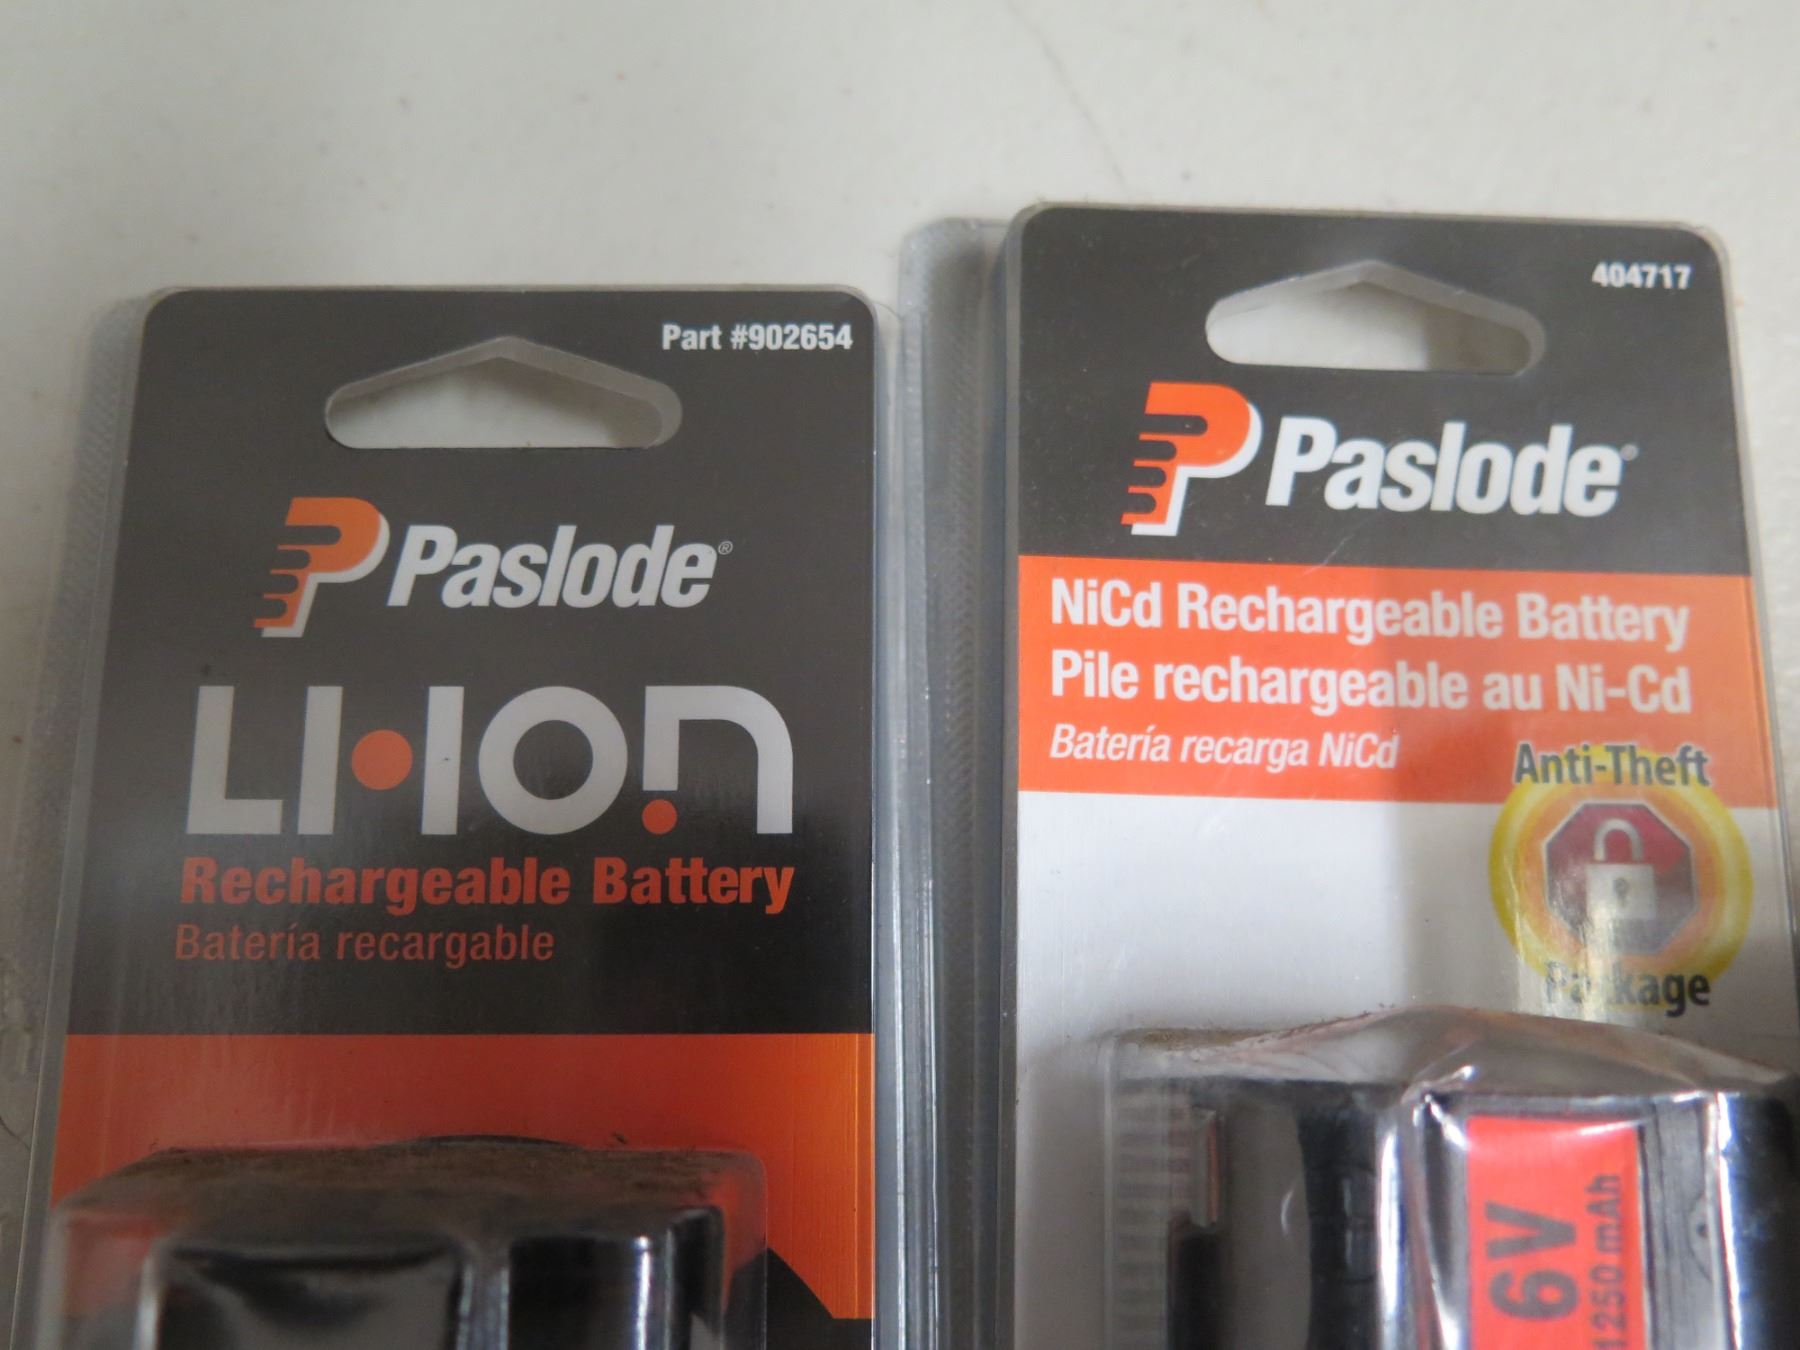 Part #902654
Paslode®
LI-ION
Rechargeable Battery
Batería recargable
404717
Paslode®
NiCd Rechargeable Battery
Pile rechargeable au Ni-Cd
Batería recarga NiCd
Anti-Theft
Package
6V
1250 mAh